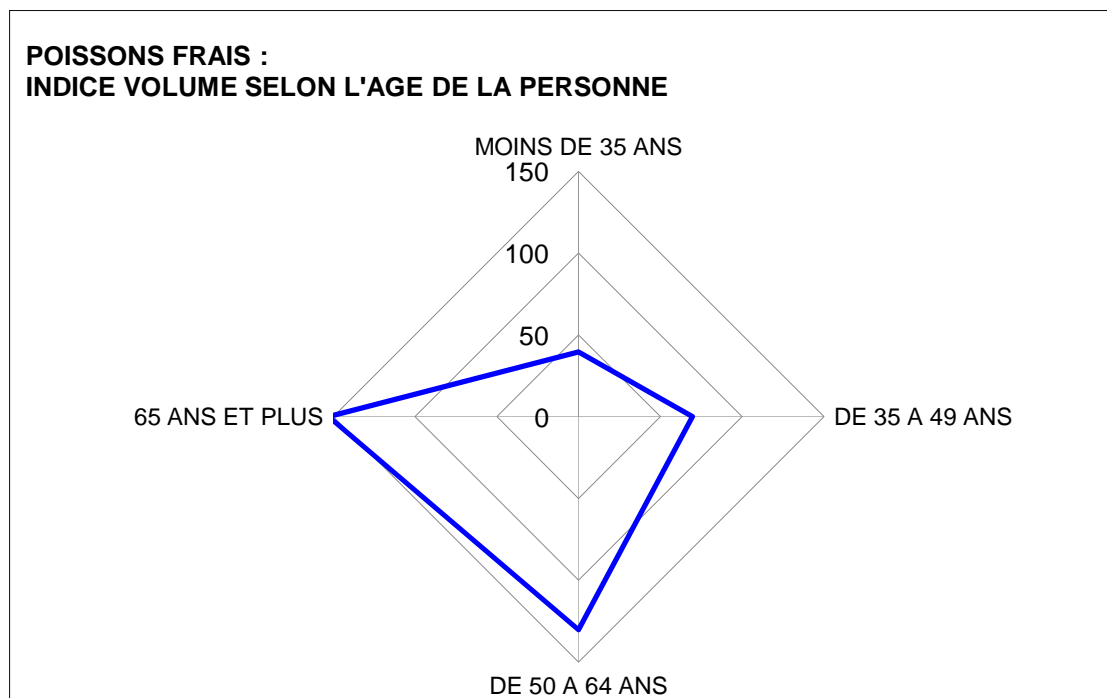 POISSONS FRAIS :
INDICE VOLUME SELON L'AGE DE LA PERSONNE
MOINS DE 35 ANS
150
100
50
65 ANS ET PLUS
0
DE 35 A 49 ANS
DE 50 A 64 ANS